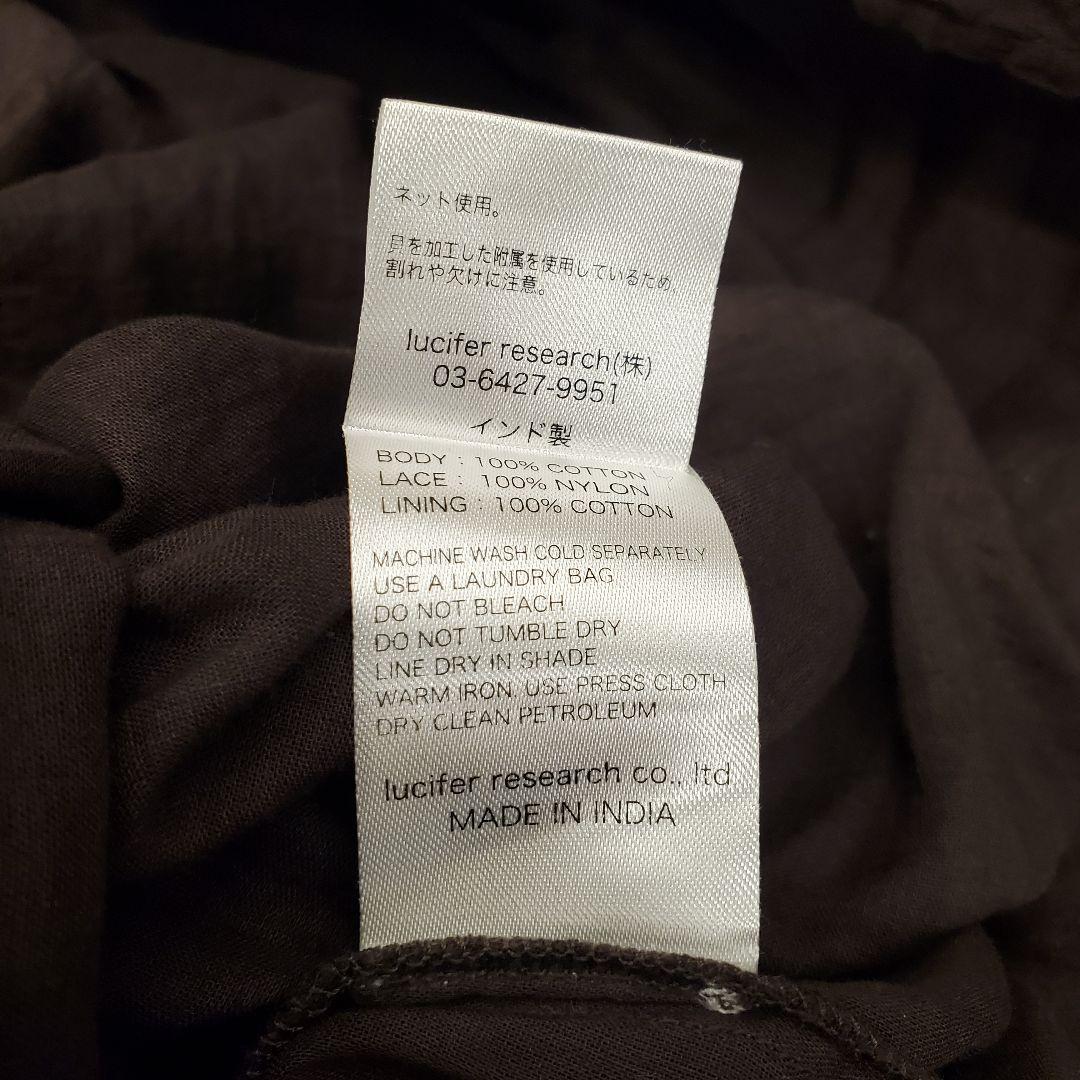 ネット使用。
貝を加工した附属を使用しているため、
割れや欠けに注意。
lucifer research(株)
03-6427-9951
インド製
BODY : 100% COTTON
LACE : 100% NYLON
LINING : 100% COTTON
MACHINE WASH COLD SEPARATELY
USE A LAUNDRY BAG
DO NOT BLEACH
DO NOT TUMBLE DRY
LINE DRY IN SHADE
WARM IRON, USE PRESS CLOTH
DRY CLEAN PETROLEUM
lucifer research co., ltd
MADE IN INDIA